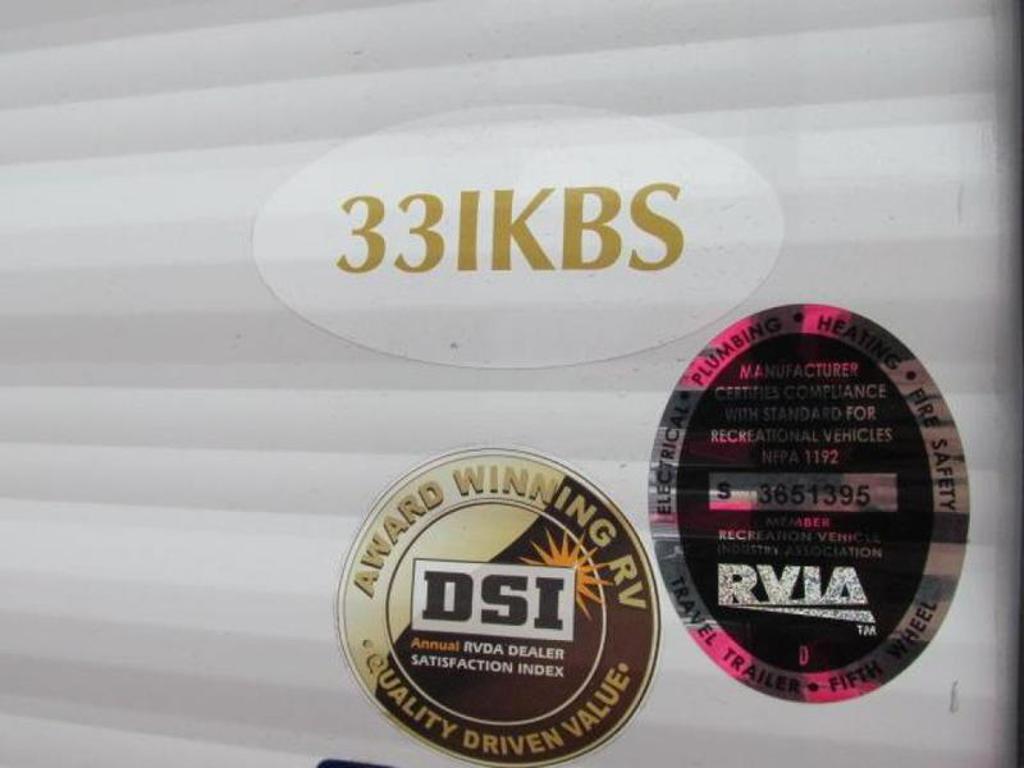 33IKBS
PLUMBING • HEATING • FIRE SAFETY
ELECTRICAL •
MANUFACTURER
CERTIFIES COMPLIANCE
WITH STANDARD FOR
RECREATIONAL VEHICLES
NFPA 1192
S 3651395
MEMBER
RECREATION VEHICLE
INDUSTRY ASSOCIATION
RVIA
TM
D
TRAVEL TRAILER • FIFTH WHEEL
AWARD WINNING RV
DSI
Annual RVDA DEALER
SATISFACTION INDEX
• QUALITY DRIVEN VALUE •